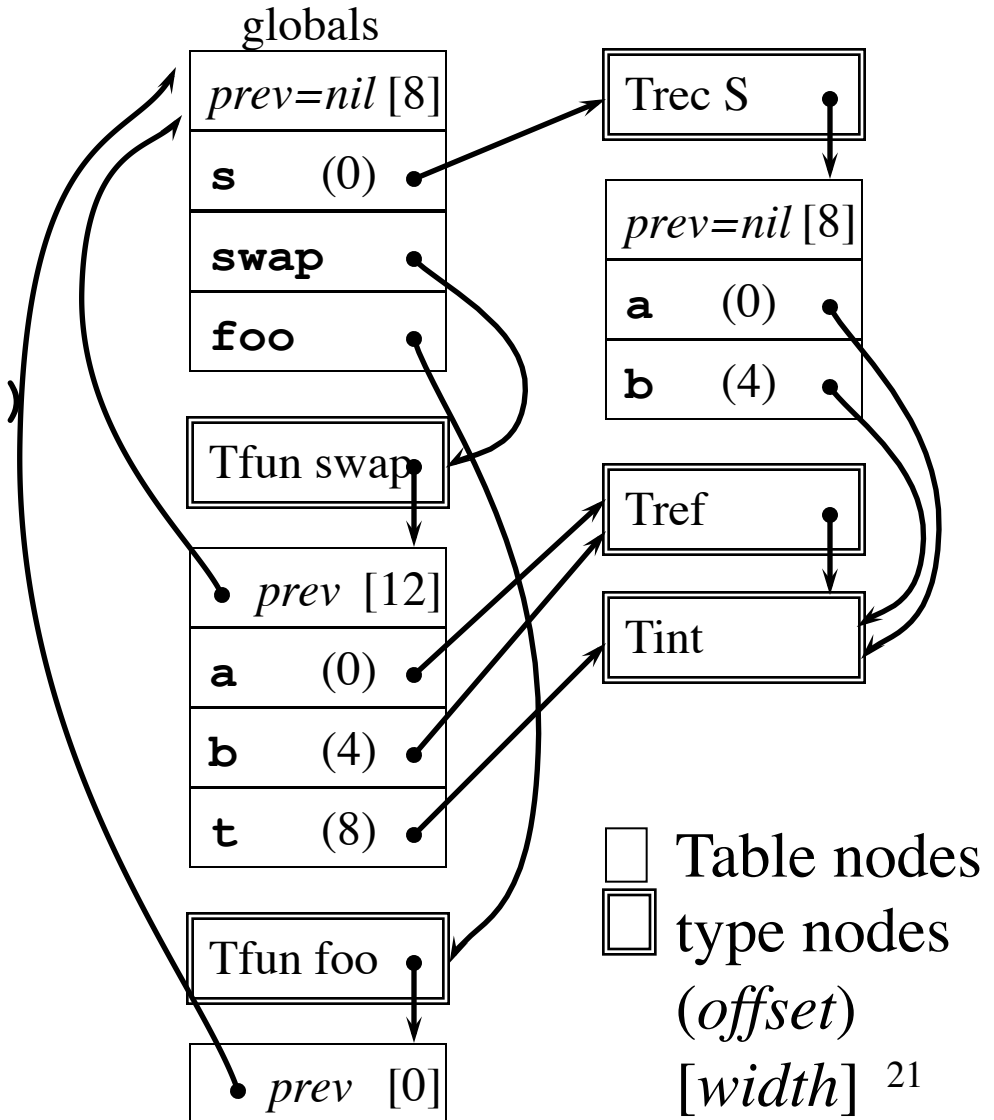 globals
prev=nil [8]
s (0)
swap
foo
Tfun swap
prev [12]
a (0)
b (4)
t (8)
Tfun foo
prev [0]
Trec S
prev=nil [8]
a (0)
b (4)
Tref
Tint
)
Table nodes
type nodes
(offset)
[width] 21